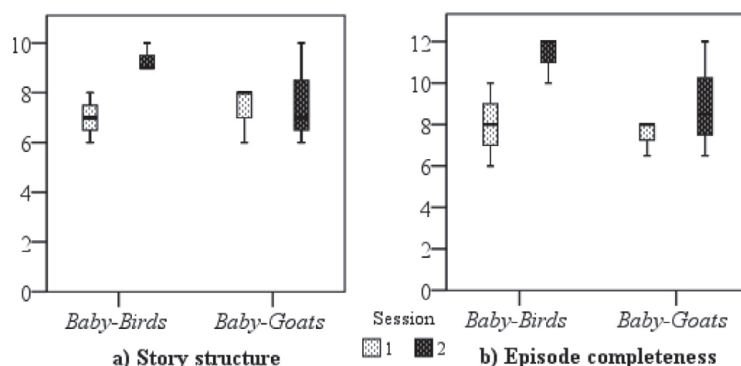 10
8
6
4
2
0
Baby-Birds Baby-Goats
a) Story structure
12
10
8
6
4
2
0
Baby-Birds Baby-Goats
b) Episode completeness
Session
1 2